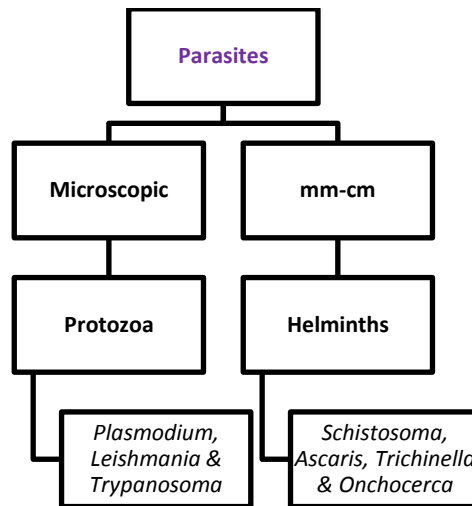 Parasites
Microscopic
mm-cm
Protozoa
Helminths
Plasmodium,
Leishmania &
Trypanosoma
Schistosoma,
Ascaris, Trichinella
& Onchocerca